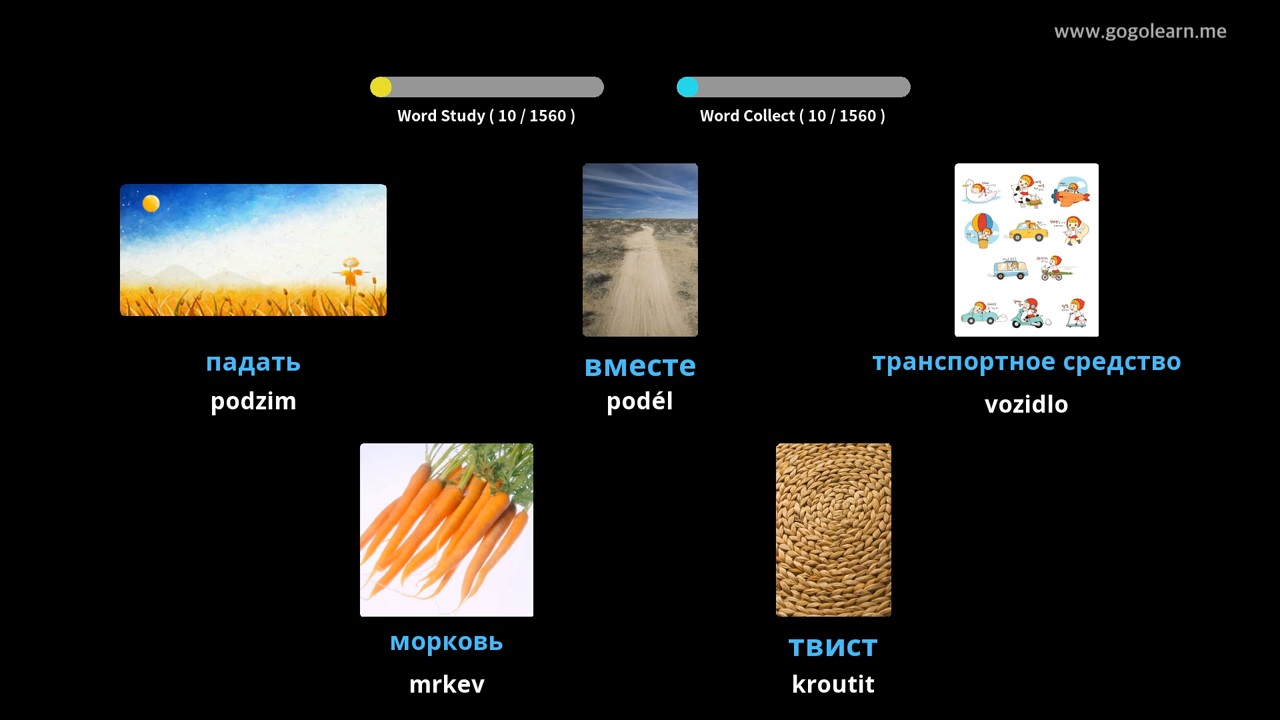 www.gogolearn.me
Word Study ( 10 / 1560 )
Word Collect ( 10 / 1560 )
падать
podzim
вместе
podél
транспортное средство
vozidlo
морковь
mrkev
твист
kroutit